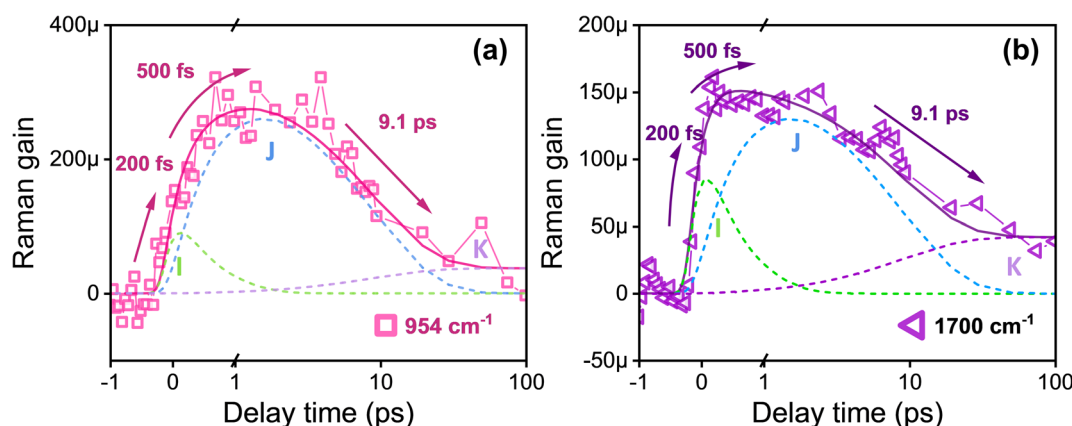 400µ
200µ
0
Raman gain
(a)
500 fs
200 fs
9.1 ps
I
J
K
954 cm⁻¹
-1 0 1 10 100
Delay time (ps)
200µ
150µ
100µ
50µ
0
-50µ
Raman gain
(b)
500 fs
200 fs
9.1 ps
I
J
K
1700 cm⁻¹
-1 0 1 10 100
Delay time (ps)